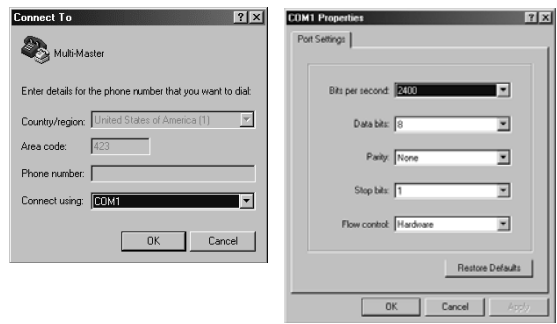 Connect To
Multi-Master
Enter details for the phone number that you want to dial:
Country/region: United States of America (1)
Area code: 423
Phone number:
Connect using: COM1
OK Cancel
COM1 Properties
Port Settings
Bits per second: 2400
Data bits: 8
Parity: None
Stop bits: 1
Flow control: Hardware
Restore Defaults
OK Cancel Apply